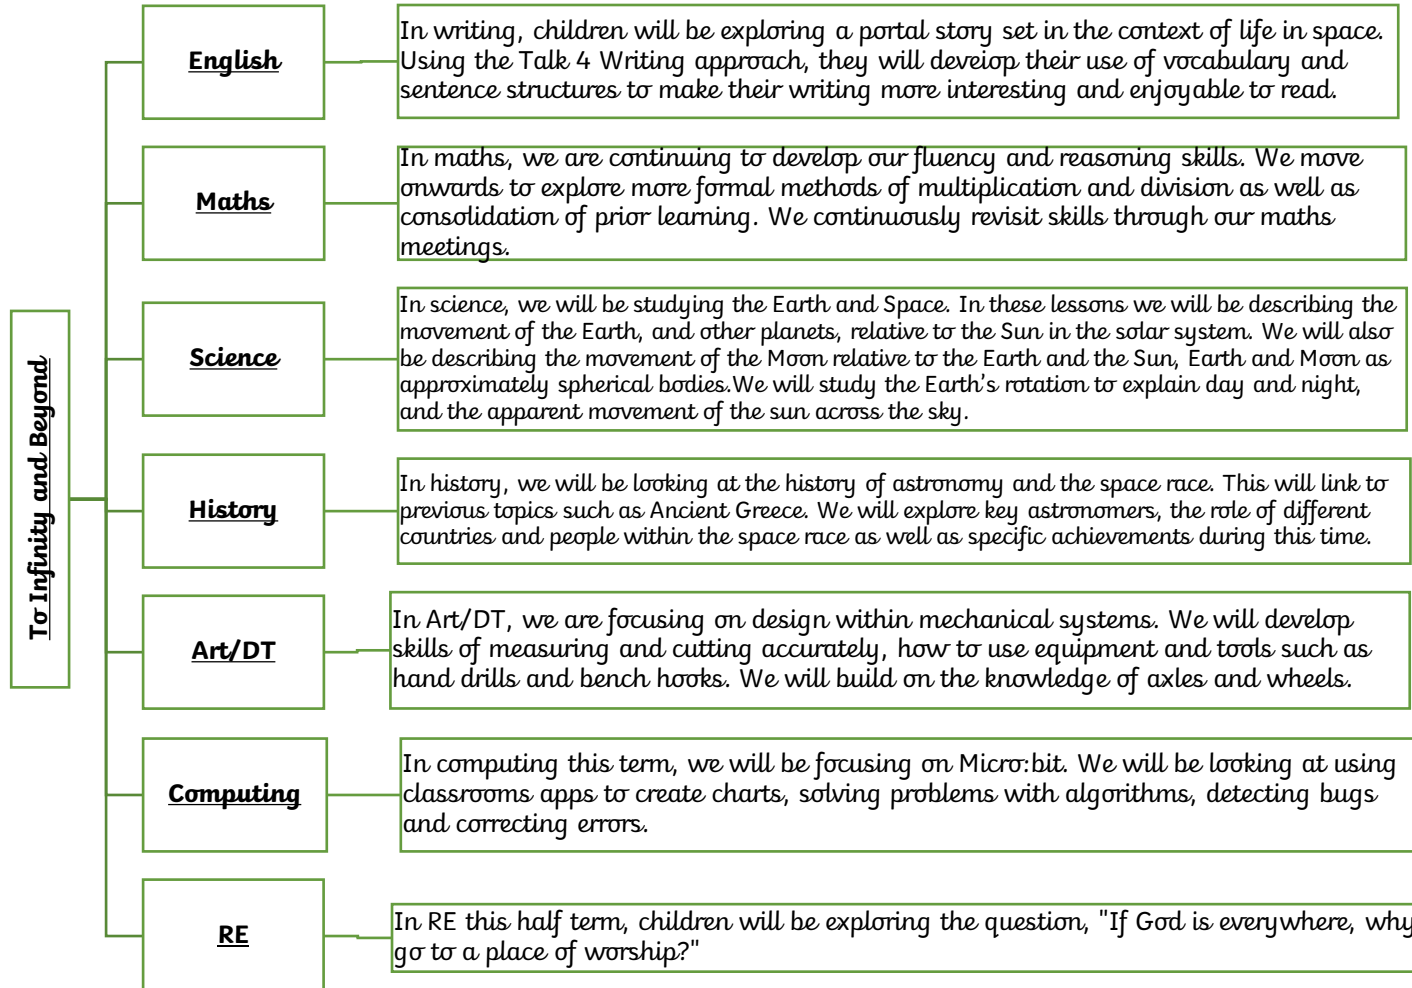 To Infinity and Beyond
English
In writing, children will be exploring a portal story set in the context of life in space.
Using the Talk 4 Writing approach, they will develop their use of vocabulary and
sentence structures to make their writing more interesting and enjoyable to read.
Maths
In maths, we are continuing to develop our fluency and reasoning skills. We move
onwards to explore more formal methods of multiplication and division as well as
consolidation of prior learning. We continuously revisit skills through our maths
meetings.
Science
In science, we will be studying the Earth and Space. In these lessons we will be describing the
movement of the Earth, and other planets, relative to the Sun in the solar system. We will also
be describing the movement of the Moon relative to the Earth and the Sun, Earth and Moon as
approximately spherical bodies.We will study the Earth's rotation to explain day and night,
and the apparent movement of the sun across the sky.
History
In history, we will be looking at the history of astronomy and the space race. This will link to
previous topics such as Ancient Greece. We will explore key astronomers, the role of different
countries and people within the space race as well as specific achievements during this time.
Art/DT
In Art/DT, we are focusing on design within mechanical systems. We will develop
skills of measuring and cutting accurately, how to use equipment and tools such as
hand drills and bench hooks. We will build on the knowledge of axles and wheels.
Computing
In computing this term, we will be focusing on Micro:bit. We will be looking at using
classrooms apps to create charts, solving problems with algorithms, detecting bugs
and correcting errors.
RE
In RE this half term, children will be exploring the question, "If God is everywhere, why
go to a place of worship?"